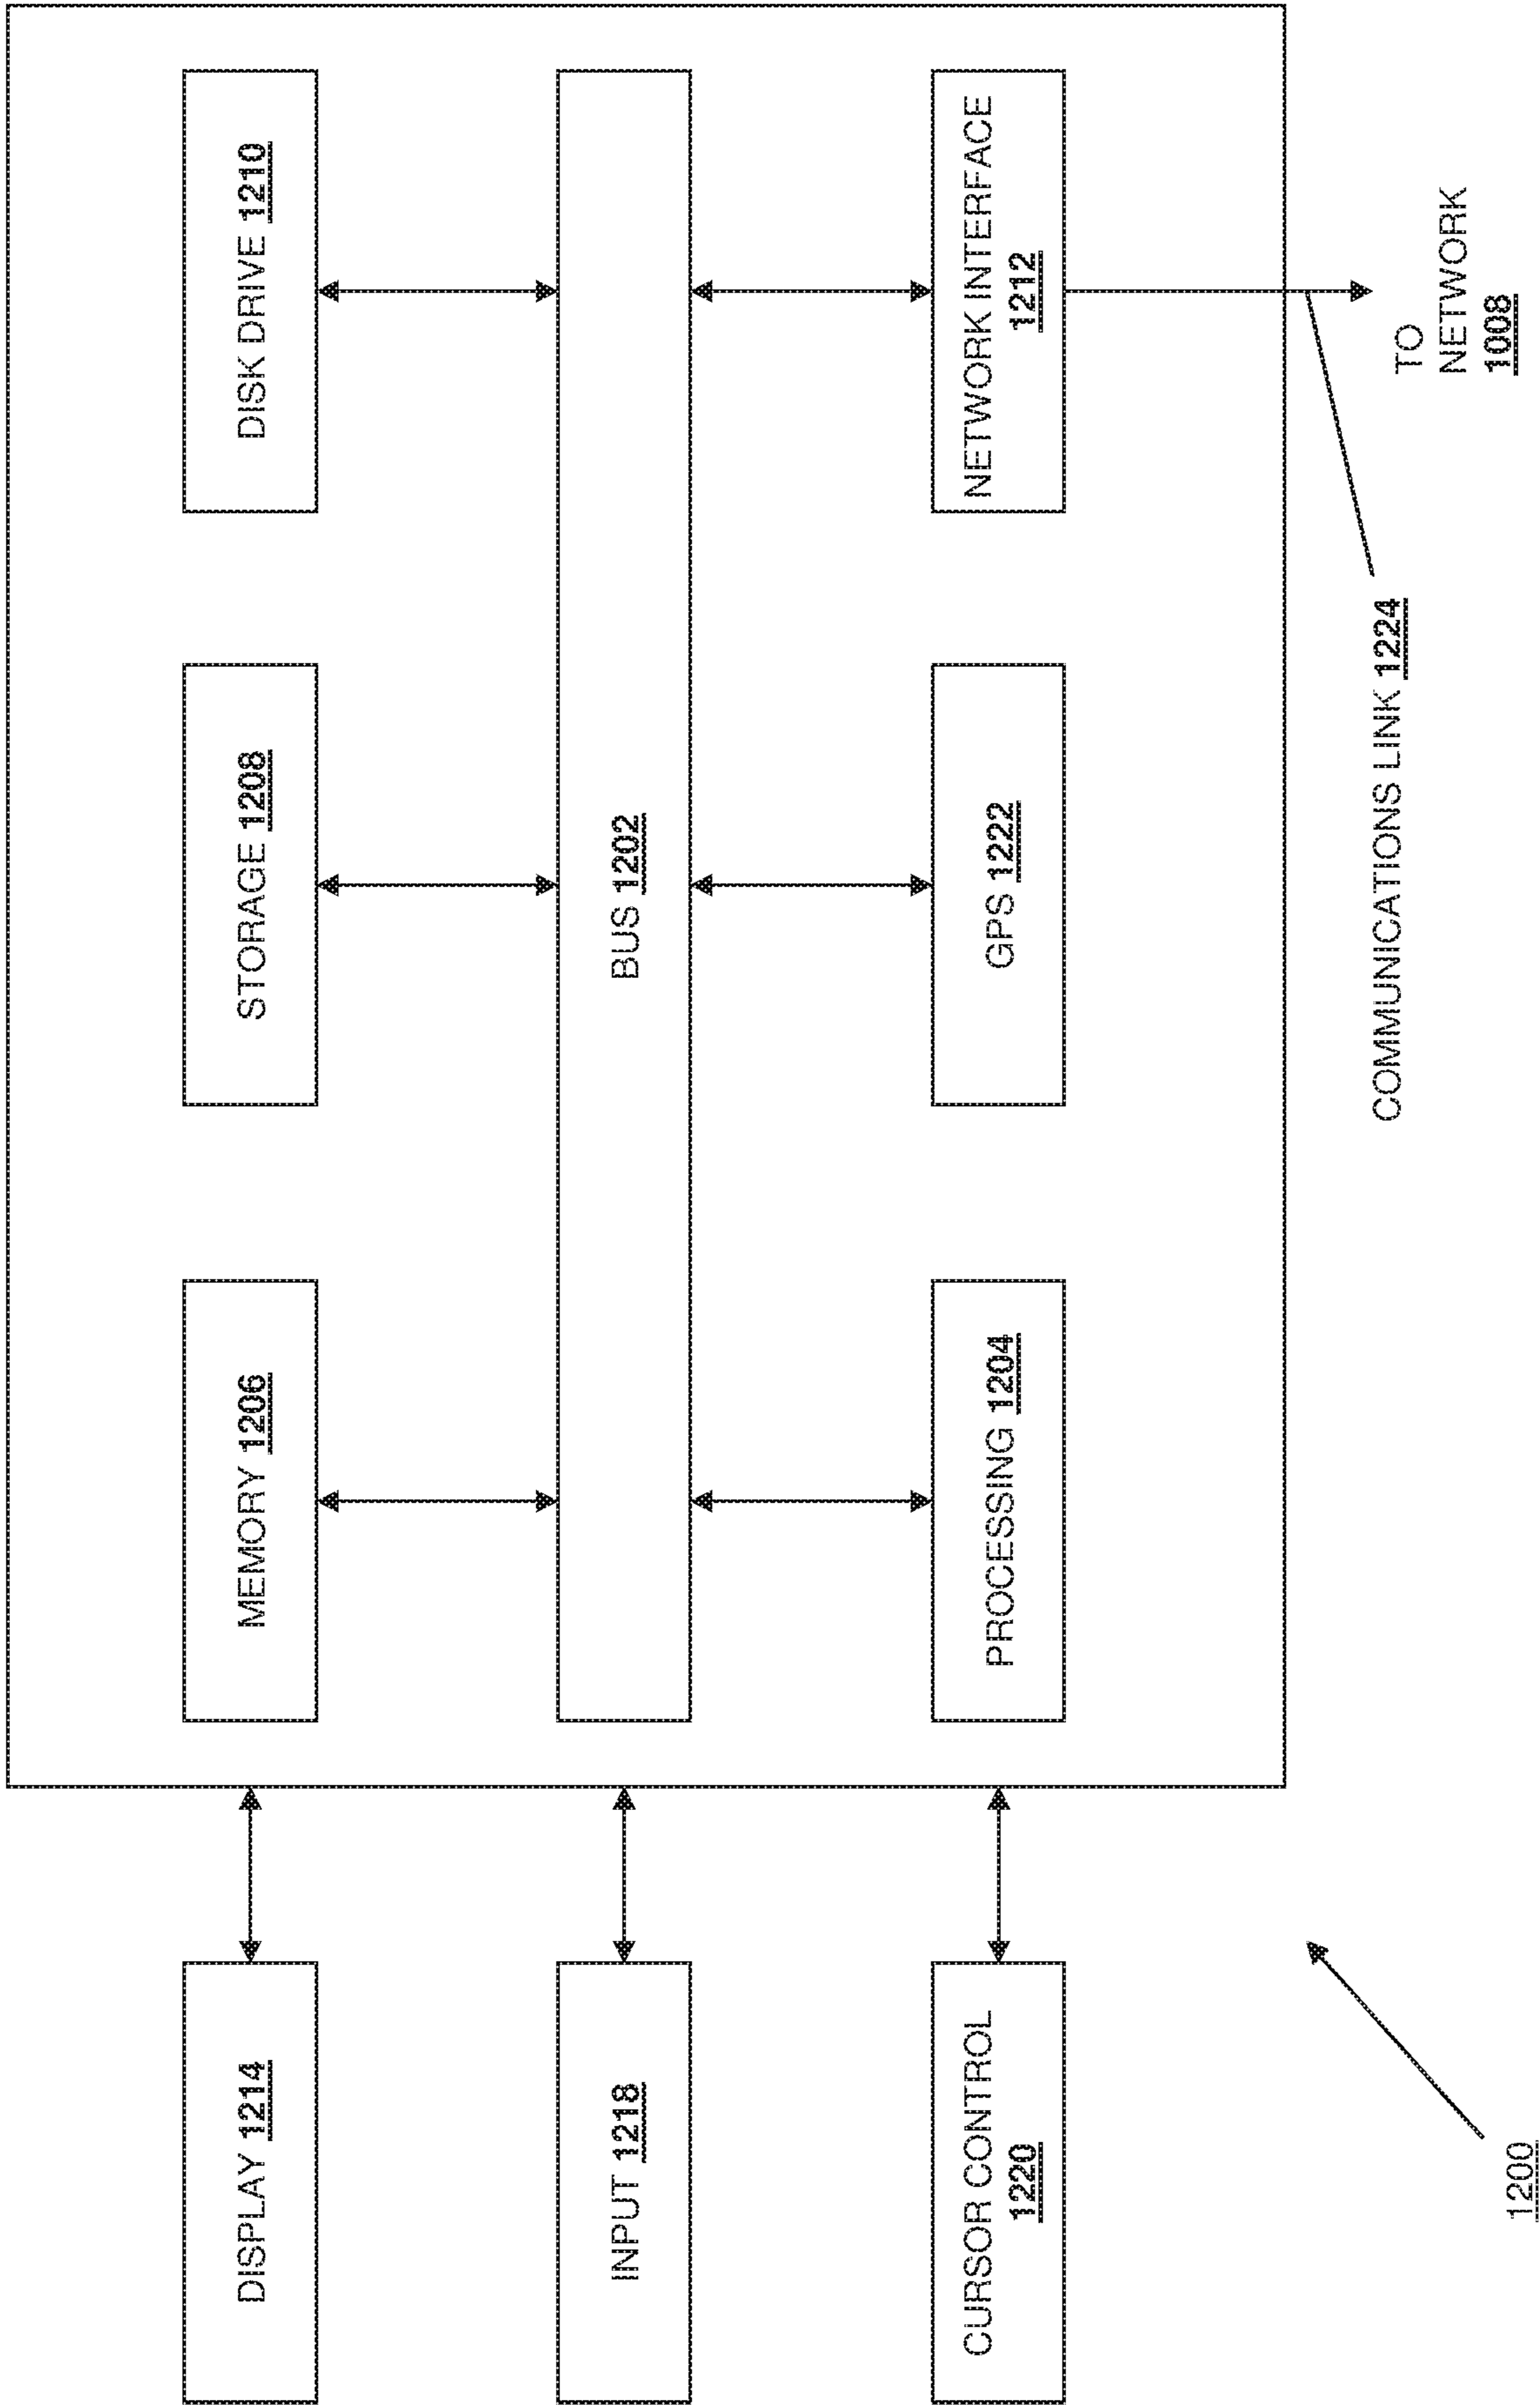 DISPLAY 1214
MEMORY 1206
STORAGE 1208
DISK DRIVE 1210
INPUT 1218
BUS 1202
CURSOR CONTROL
1220
PROCESSING 1204
GPS 1222
NETWORK INTERFACE
1212
COMMUNICATIONS LINK 1224
TO
NETWORK
1008
1200